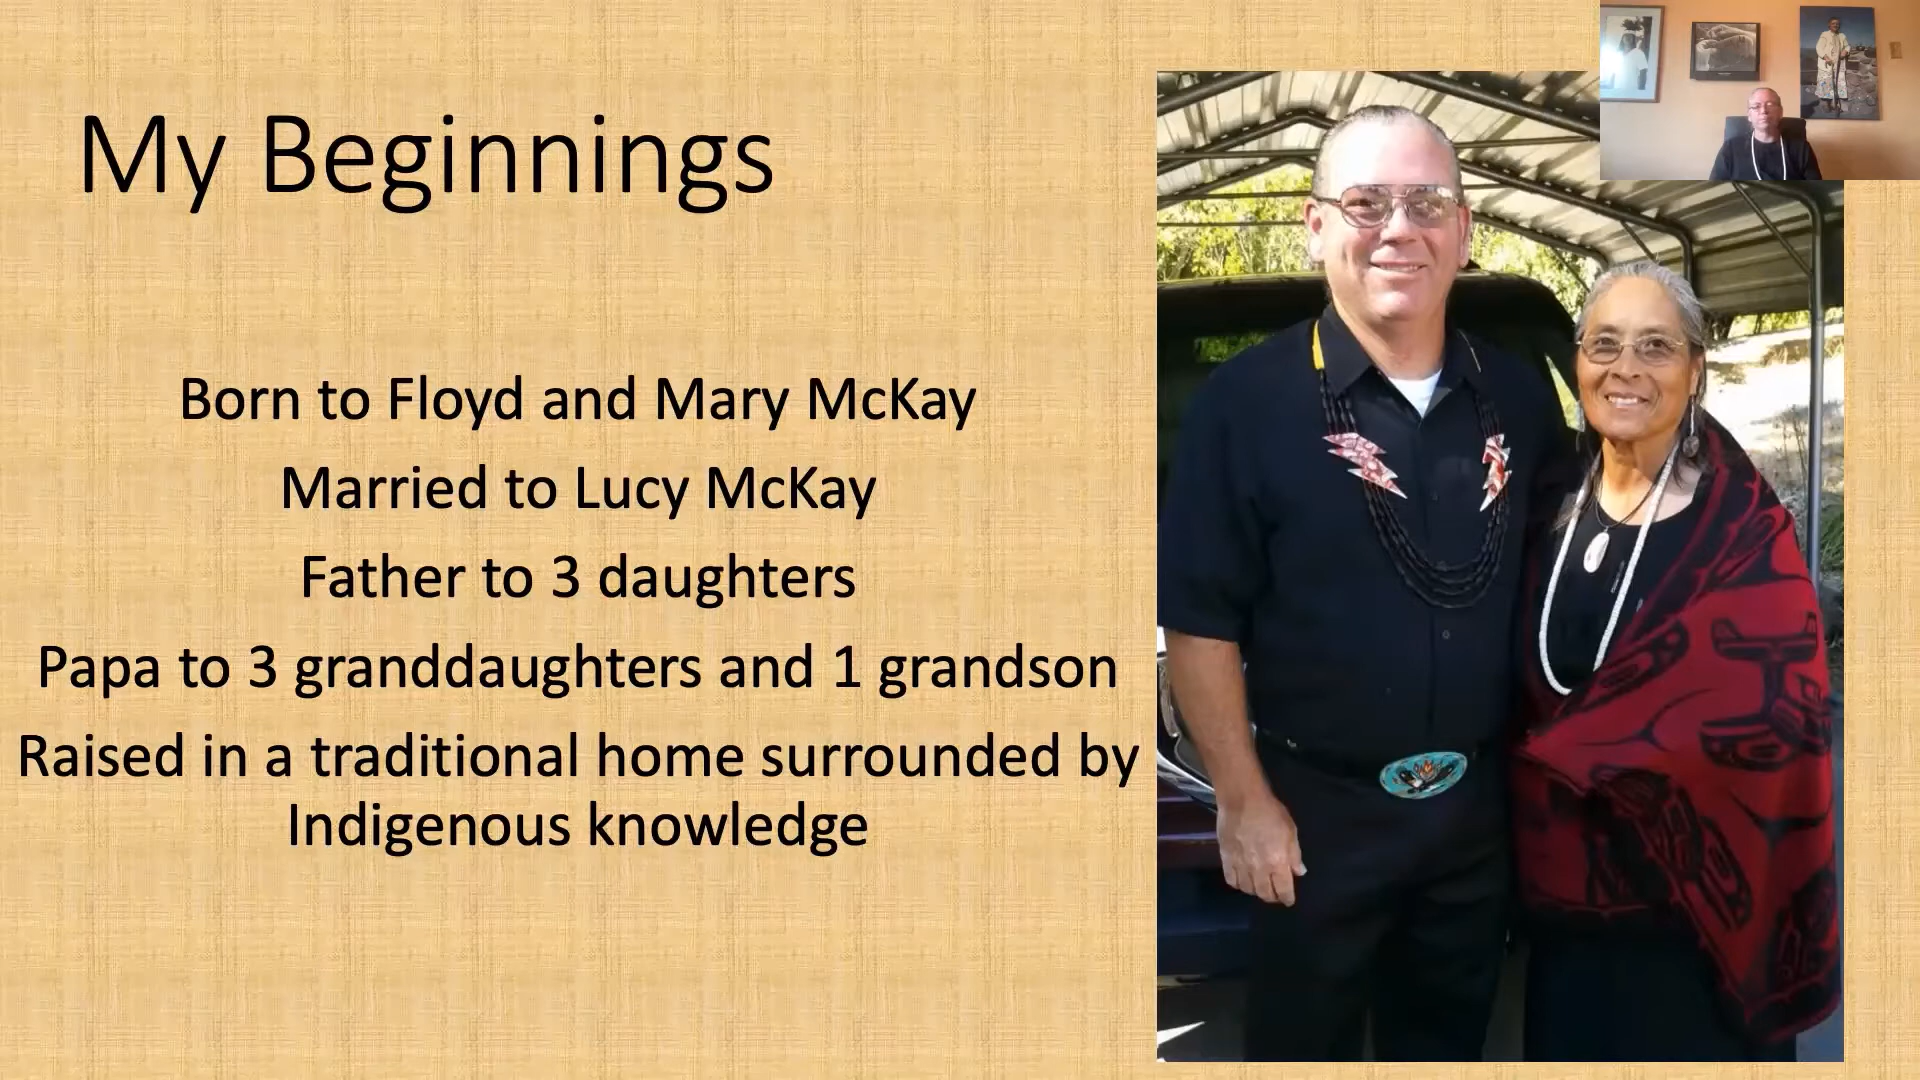 My Beginnings
Born to Floyd and Mary McKay
Married to Lucy McKay
Father to 3 daughters
Papa to 3 granddaughters and 1 grandson
Raised in a traditional home surrounded by
Indigenous knowledge